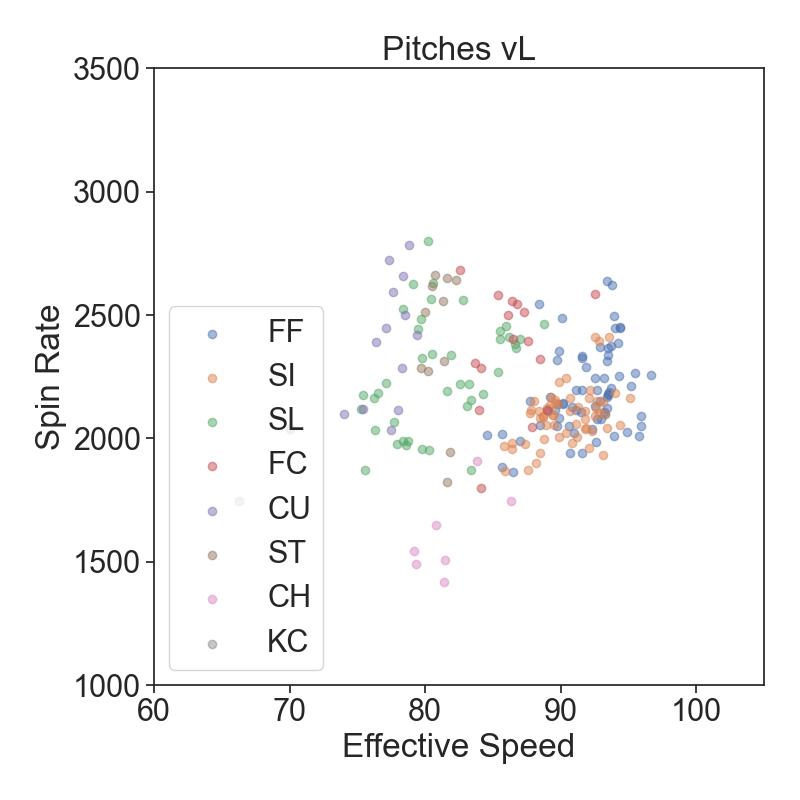 Pitches vL
3500
3000
2500
2000
1500
1000
Spin Rate
FF
SI
SL
FC
CU
ST
CH
KC
60
70
80
90
100
Effective Speed